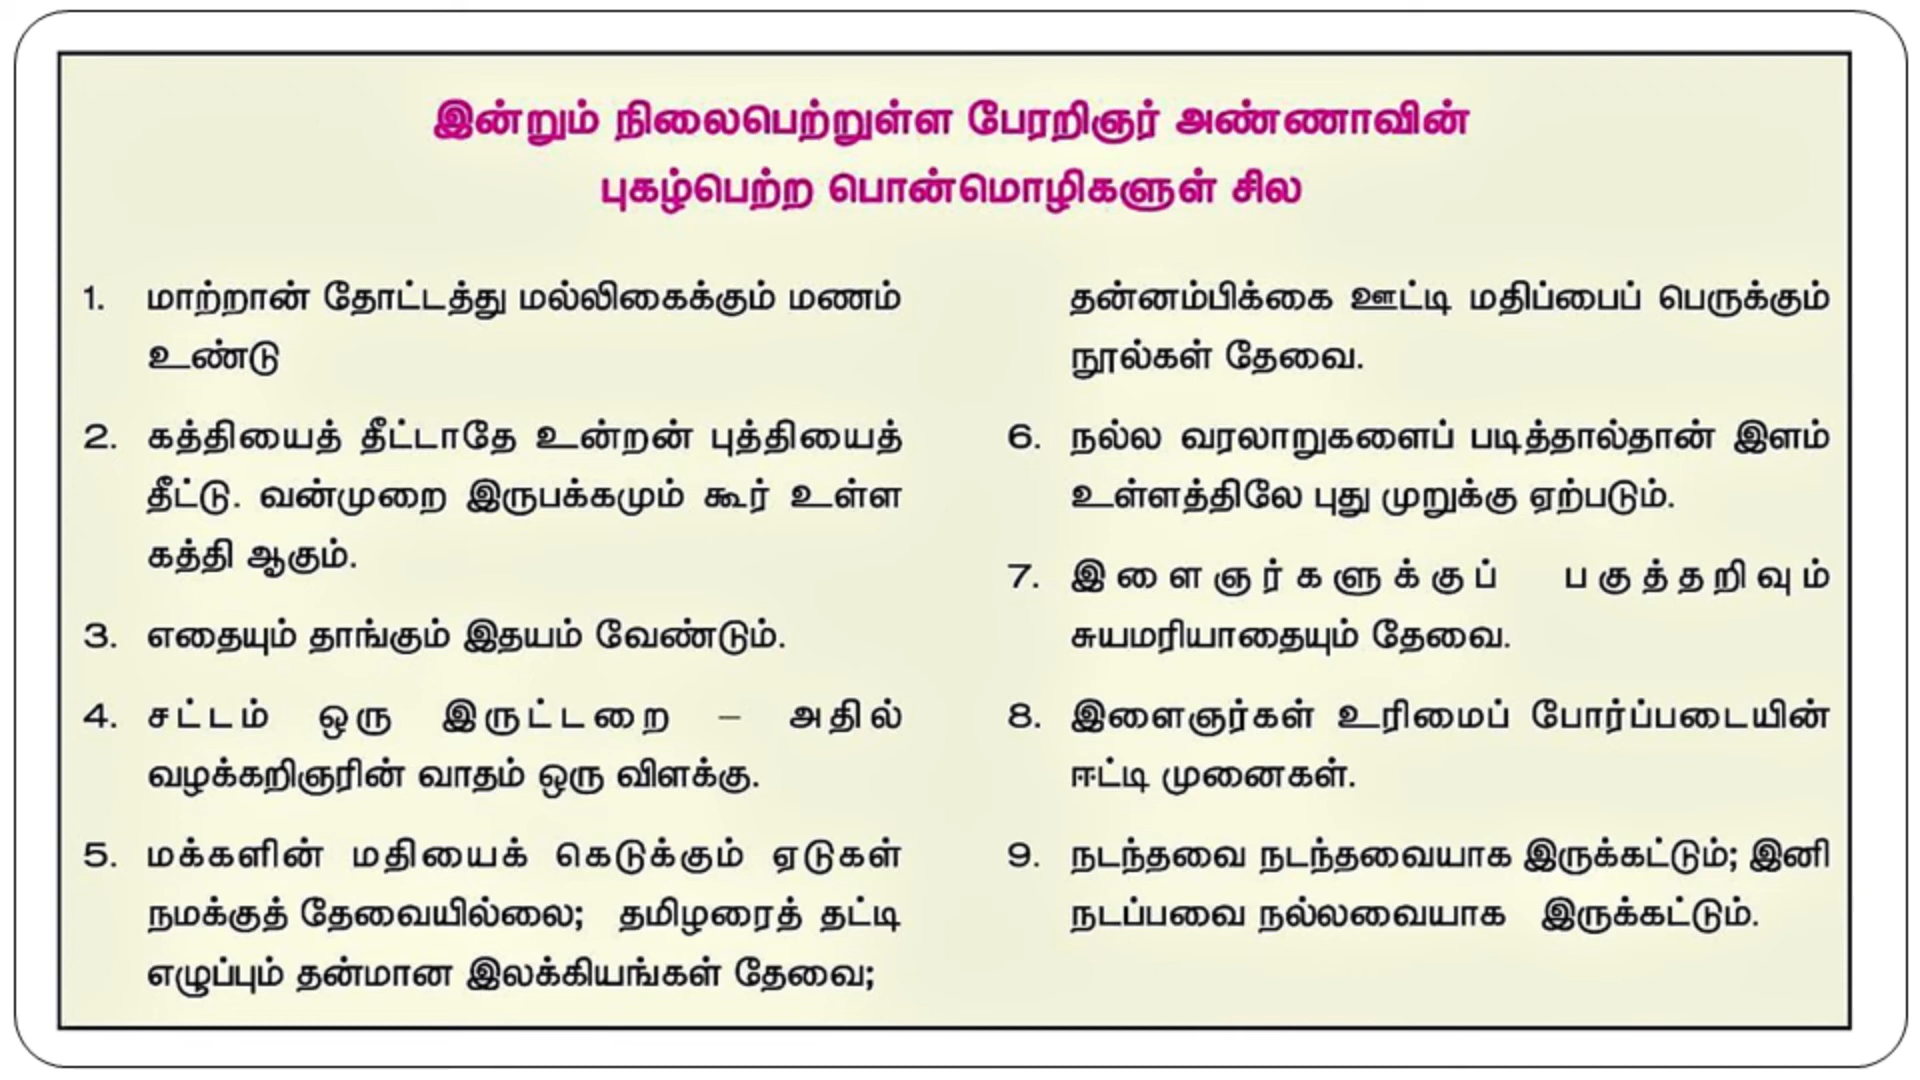 இன்றும் நிலைபெற்றுள்ள பேரறிஞர் அண்ணாவின்
புகழ்பெற்ற பொன்மொழிகளுள் சில
1. மாற்றான் தோட்டத்து மல்லிகைக்கும் மணம்
உண்டு
2. கத்தியைத் தீட்டாதே உன்றன் புத்தியைத்
தீட்டு. வன்முறை இருபக்கமும் கூர் உள்ள
கத்தி ஆகும்.
3. எதையும் தாங்கும் இதயம் வேண்டும்.
4. சட்டம் ஒரு இருட்டறை – அதில்
வழக்கறிஞரின் வாதம் ஒரு விளக்கு.
5. மக்களின் மதியைக் கெடுக்கும் ஏடுகள்
நமக்குத் தேவையில்லை; தமிழரைத் தட்டி
எழுப்பும் தன்மான இலக்கியங்கள் தேவை;
தன்னம்பிக்கை ஊட்டி மதிப்பைப் பெருக்கும்
நூல்கள் தேவை.
6. நல்ல வரலாறுகளைப் படித்தால்தான் இளம்
உள்ளத்திலே புது முறுக்கு ஏற்படும்.
7. இளைஞர்களுக்குப் பகுத்தறிவும்
சுயமரியாதையும் தேவை.
8. இளைஞர்கள் உரிமைப் போர்ப்படையின்
ஈட்டி முனைகள்.
9. நடந்தவை நடந்தவையாக இருக்கட்டும்; இனி
நடப்பவை நல்லவையாக இருக்கட்டும்.